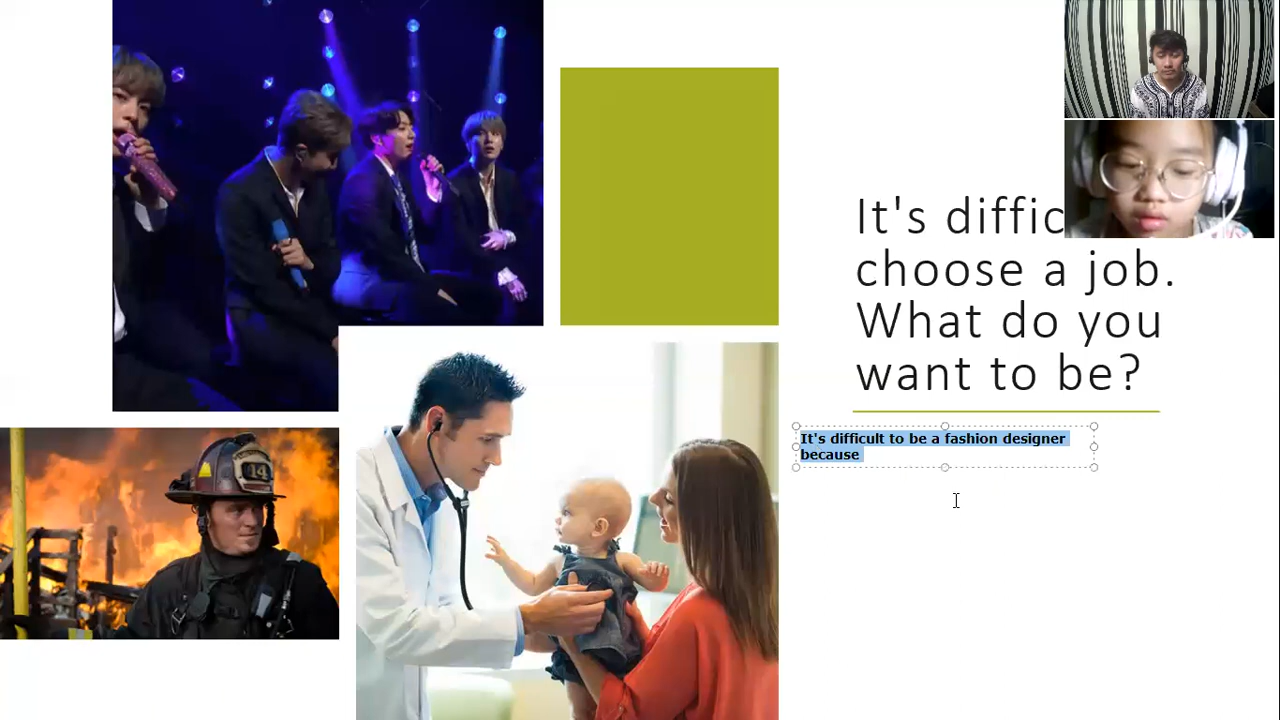 It's diffic
choose a job.
What do you
want to be?
It's difficult to be a fashion designer
because
14